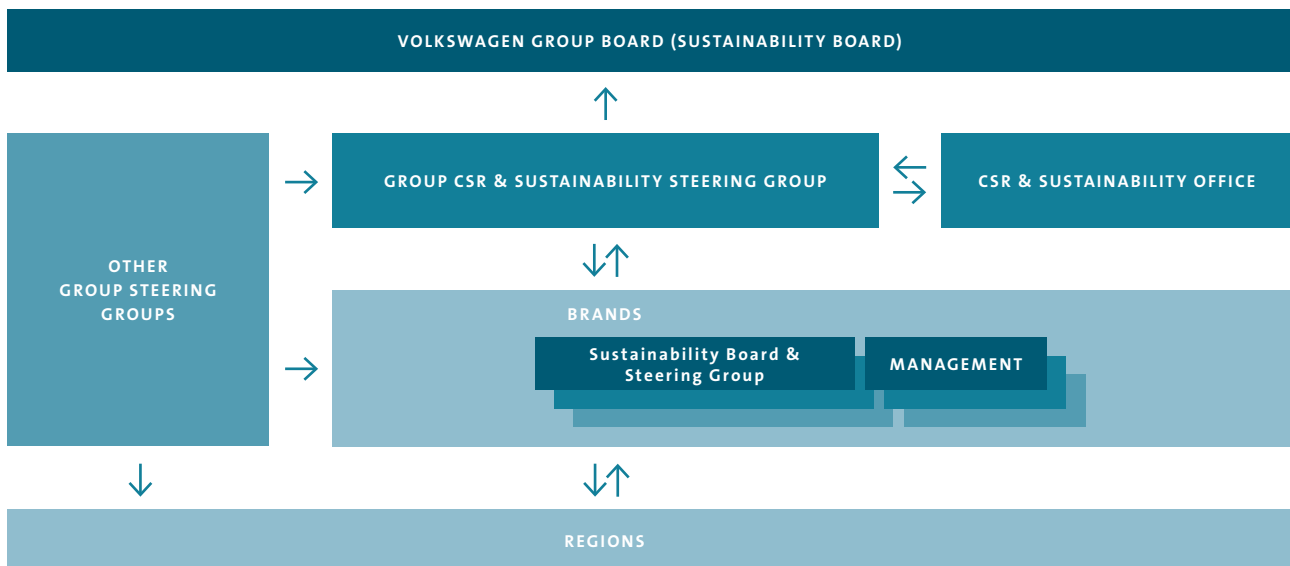 VOLKSWAGEN GROUP BOARD (SUSTAINABILITY BOARD)
GROUP CSR & SUSTAINABILITY STEERING GROUP
CSR & SUSTAINABILITY OFFICE
OTHER
GROUP STEERING
GROUPS
BRANDS
Sustainability Board &
Steering Group
MANAGEMENT
REGIONS